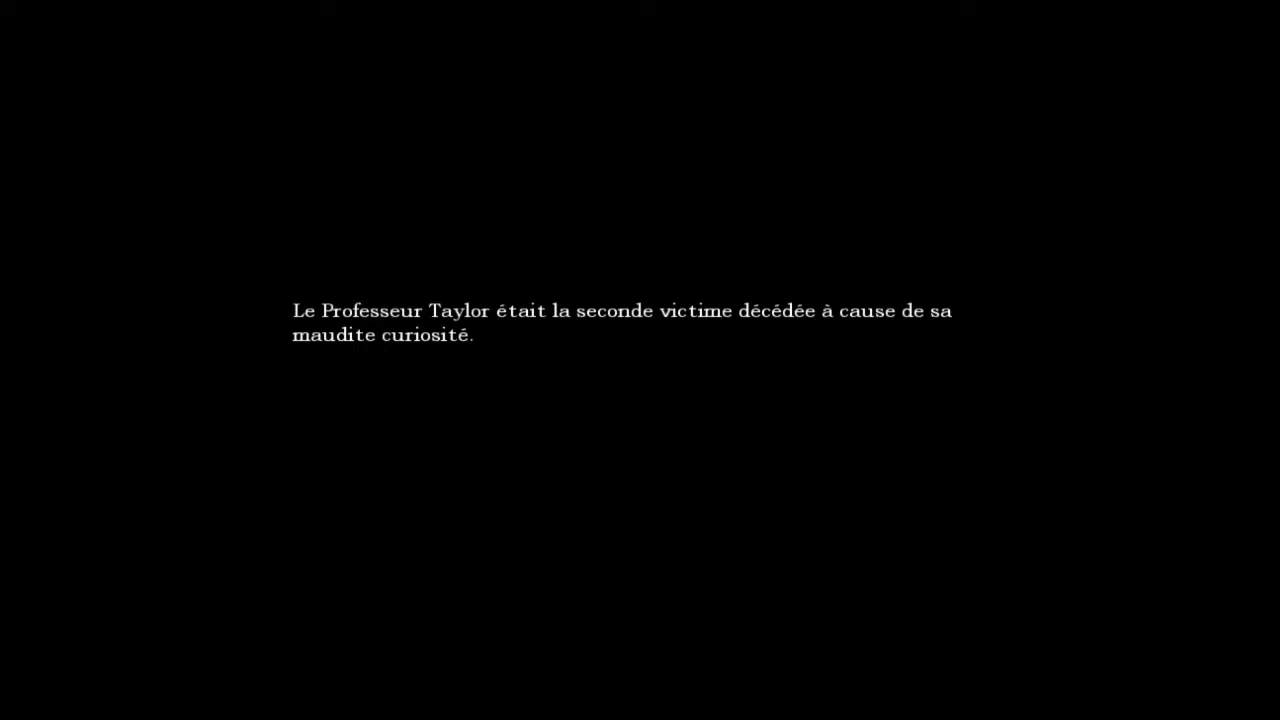 Le Professeur Taylor était la seconde victime décédée à cause de sa
maudite curiosité.